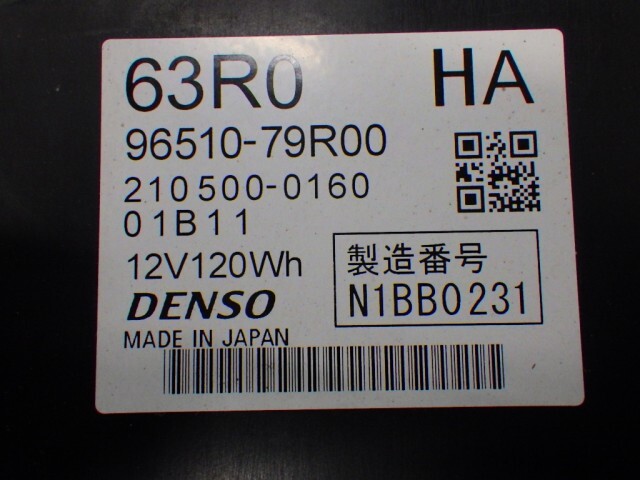 63R0 HA
96510-79R00
210500-0160
01B11
12V120Wh
製造番号
N1BB0231
DENSO
MADE IN JAPAN